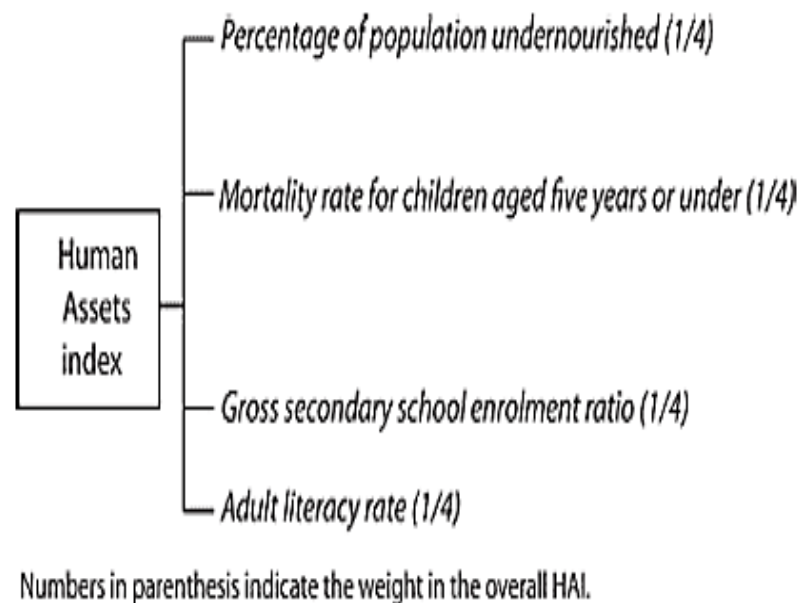 Percentage of population undernourished (1/4)
Mortality rate for children aged five years or under (1/4)
Human
Assets
index
Gross secondary school enrolment ratio (1/4)
Adult literacy rate (1/4)
Numbers in parenthesis indicate the weight in the overall HAI.